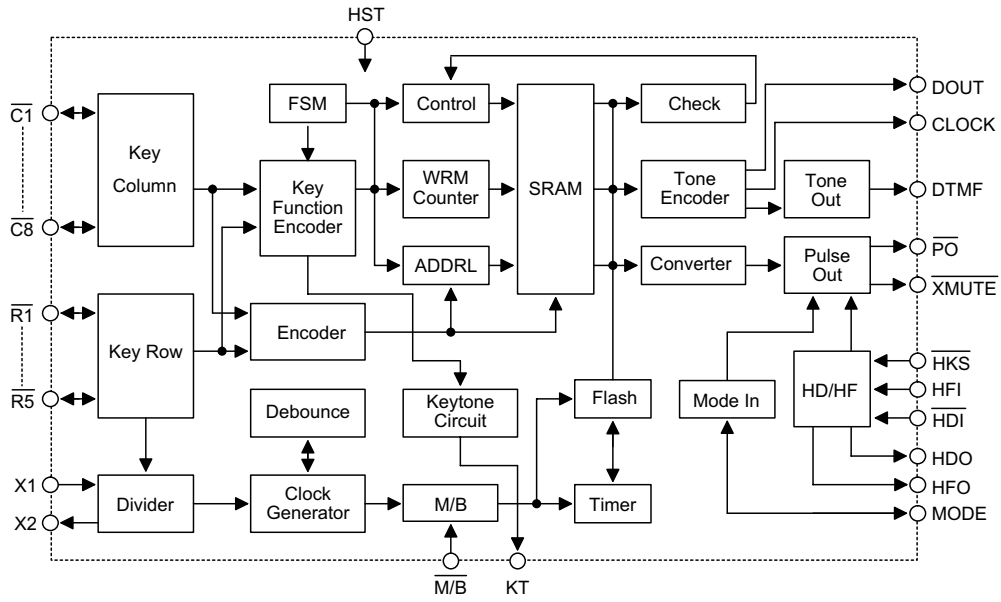 HST
C1
C8
R1
R5
X1
X2
Key
Column
Key Row
Divider
FSM
Key
Function
Encoder
Encoder
Debounce
Clock
Generator
Control
WRM
Counter
ADDRL
Keytone
Circuit
M/B
SRAM
Flash
Timer
Check
Tone
Encoder
Converter
Mode In
Tone
Out
Pulse
Out
HD/HF
DOUT
CLOCK
DTMF
PO
XMUTE
HKS
HFI
HDI
HDO
HFO
MODE
M/B
KT